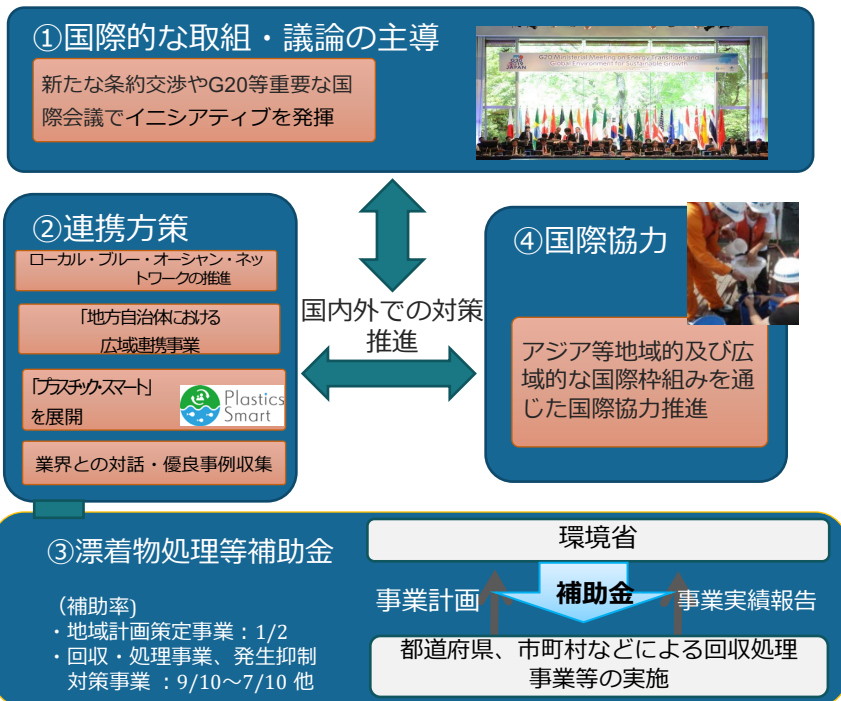 ①国際的な取組・議論の主導
新たな条約交渉やG20等重要な国
際会議でイニシアティブを発揮
G20 Ministerial Meeting on Energy Transitions and
Global Environment for Sustainable Growth
JAPAN
②連携方策
ローカル・ブルー・オーシャン・ネッ
トワークの推進
「地方自治体における
広域連携事業
「プラスチック・スマート」
を展開
Plastics
Smart
業界との対話・優良事例収集
国内外での対策
推進
④国際協力
アジア等地域的及び広
域的な国際枠組みを通
じた国際協力推進
③漂着物処理等補助金
(補助率)
・地域計画策定事業：1/2
・回収・処理事業、発生抑制
対策事業 ：9/10～7/10 他
環境省
事業計画
補助金
事業実績報告
都道府県、市町村などによる回収処理
事業等の実施